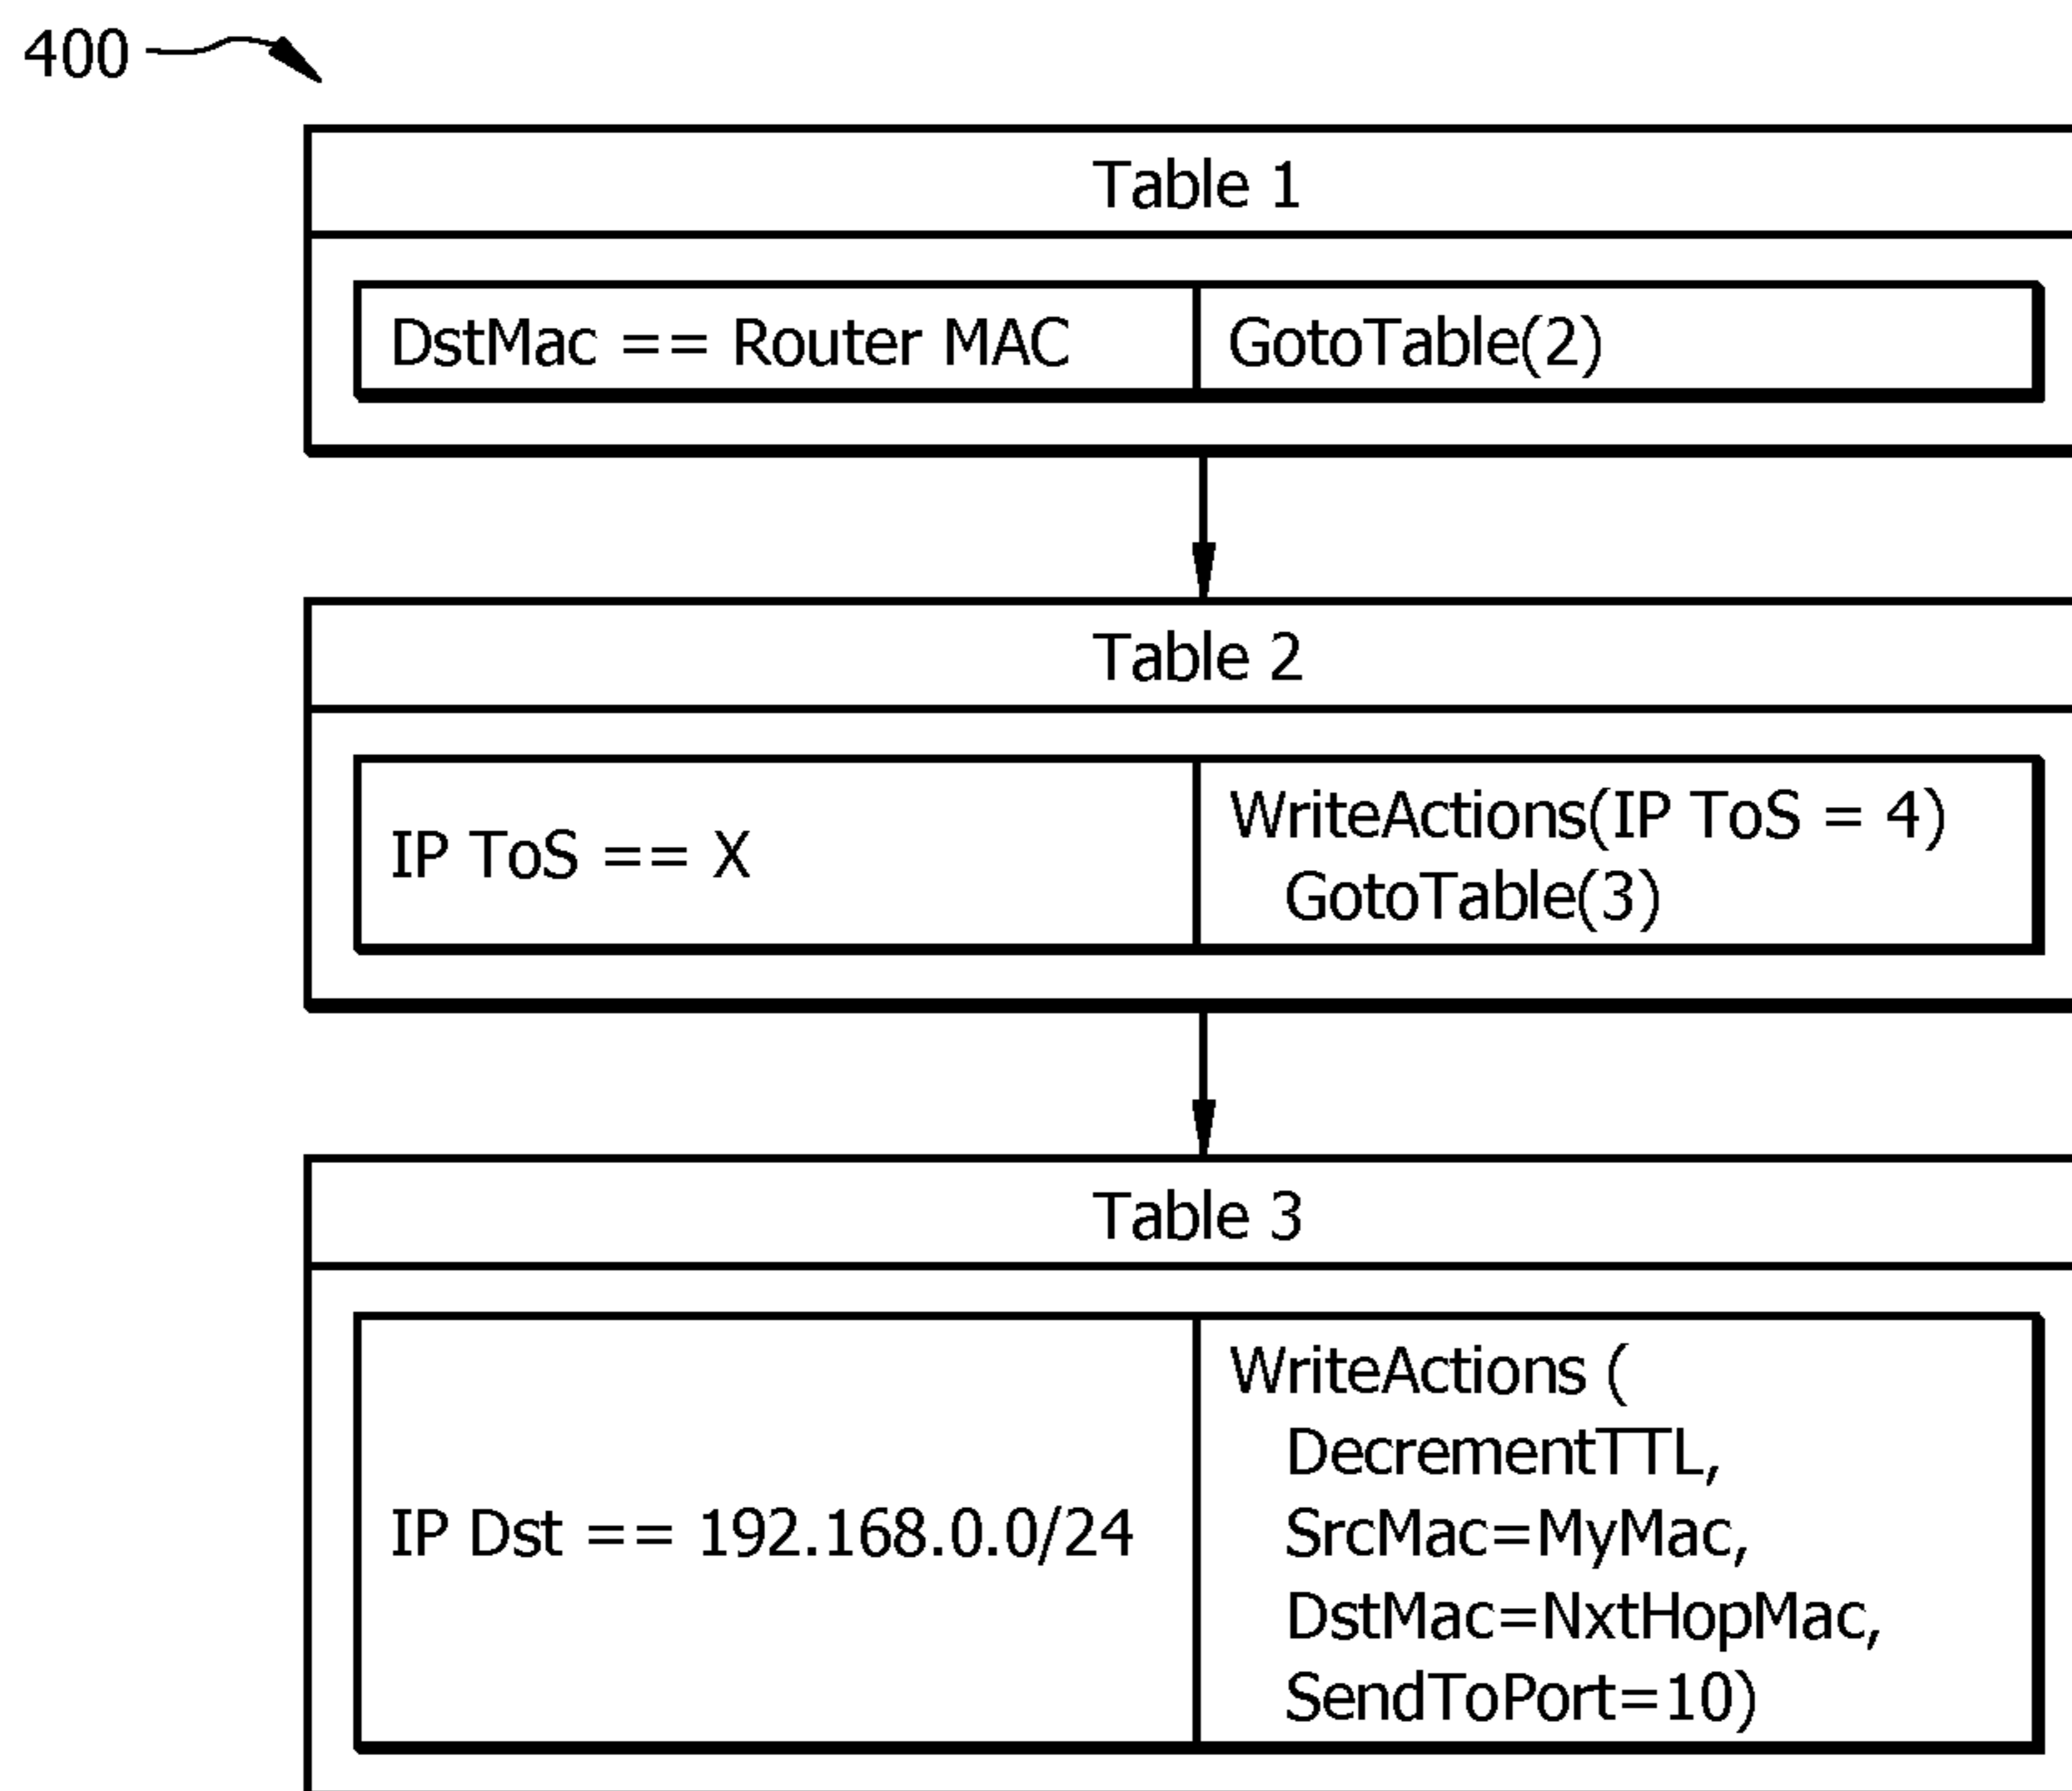 400
Table 1
DstMac == Router MAC GotoTable(2)
Table 2
IP ToS == X
WriteActions(IP ToS = 4)
GotoTable(3)
Table 3
IP Dst == 192.168.0.0/24
WriteActions (
DecrementTTL,
SrcMac=MyMac,
DstMac=NxtHopMac,
SendToPort=10)